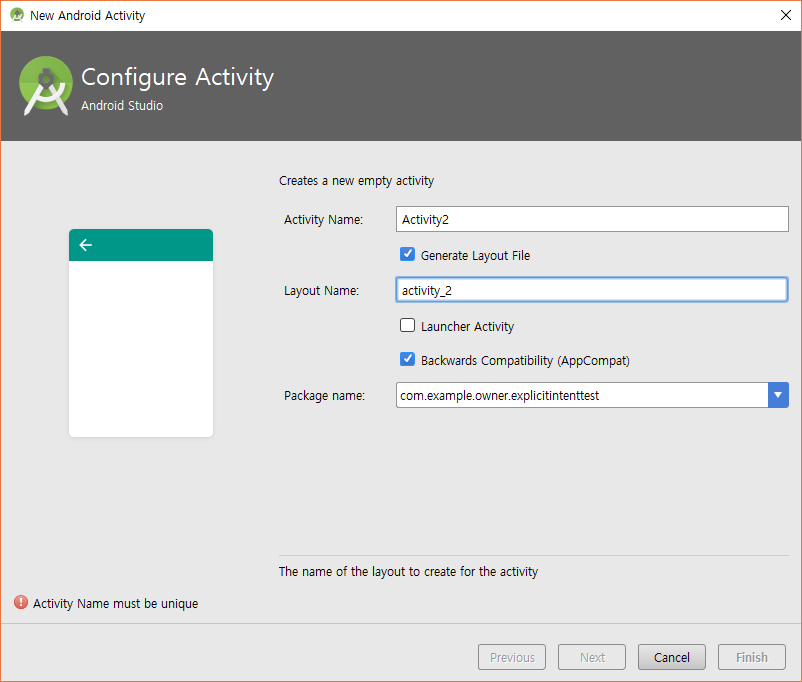 New Android Activity
Configure Activity
Android Studio
Creates a new empty activity
Activity Name: Activity2
Generate Layout File
Layout Name: activity_2
Launcher Activity
Backwards Compatibility (AppCompat)
Package name: com.example.owner.explicitintenttest
The name of the layout to create for the activity
Activity Name must be unique
Previous Next Cancel Finish